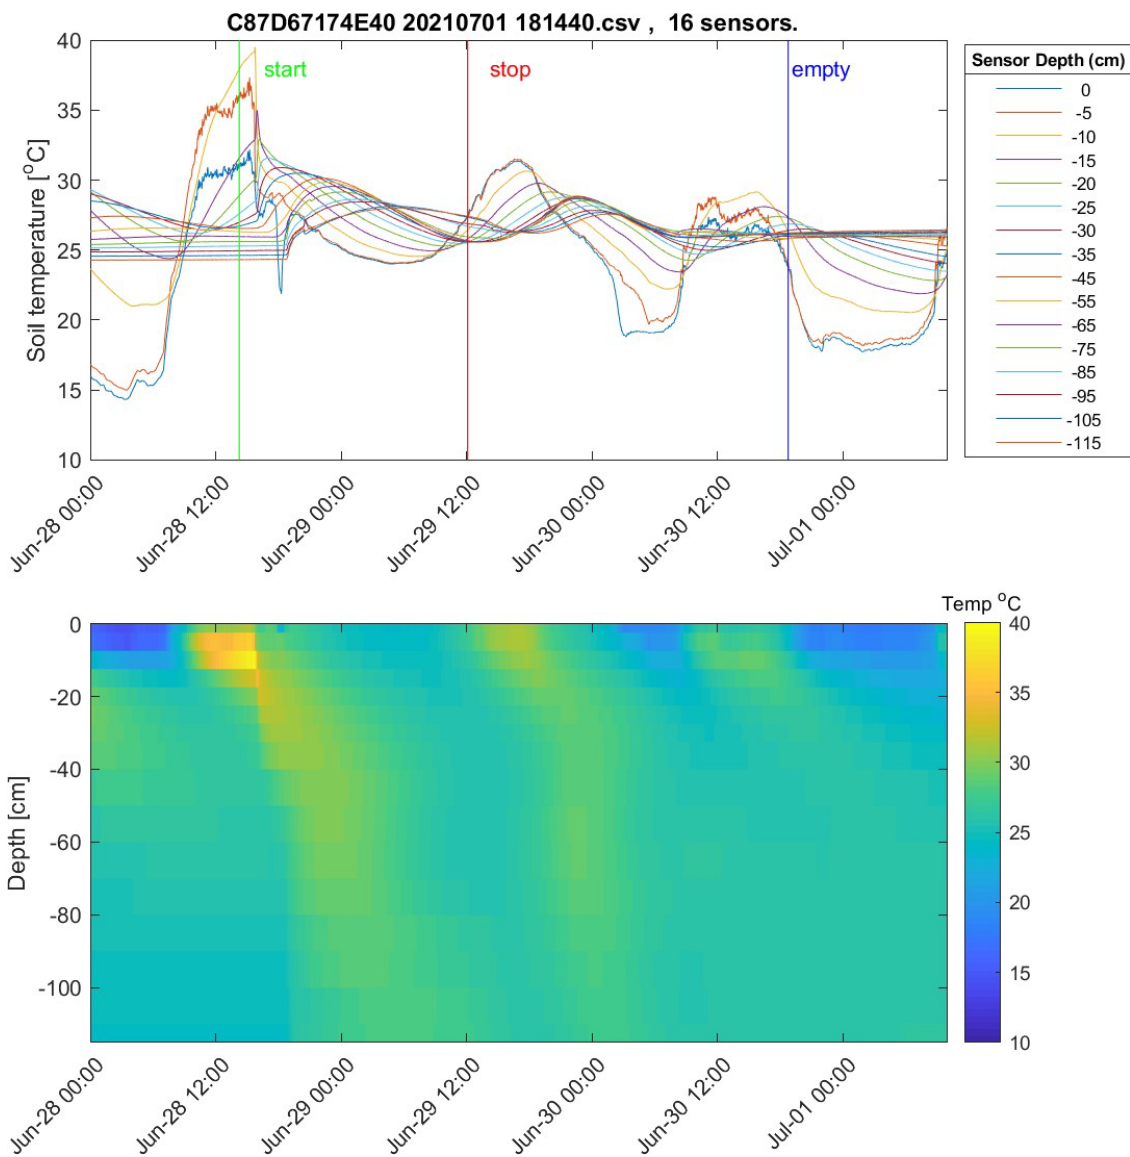 C87D67174E40 20210701 181440.csv , 16 sensors.
40
35
30
25
20
15
10
Soil temperature [°C]
start
stop
empty
Jun-28 00:00
Jun-28 12:00
Jun-29 00:00
Jun-29 12:00
Jun-30 00:00
Jun-30 12:00
Jul-01 00:00
Sensor Depth (cm)
0
-5
-10
-15
-20
-25
-30
-35
-45
-55
-65
-75
-85
-95
-105
-115
0
-20
-40
-60
-80
-100
Depth [cm]
Jun-28 00:00
Jun-28 12:00
Jun-29 00:00
Jun-29 12:00
Jun-30 00:00
Jun-30 12:00
Jul-01 00:00
Temp °C
40
35
30
25
20
15
10